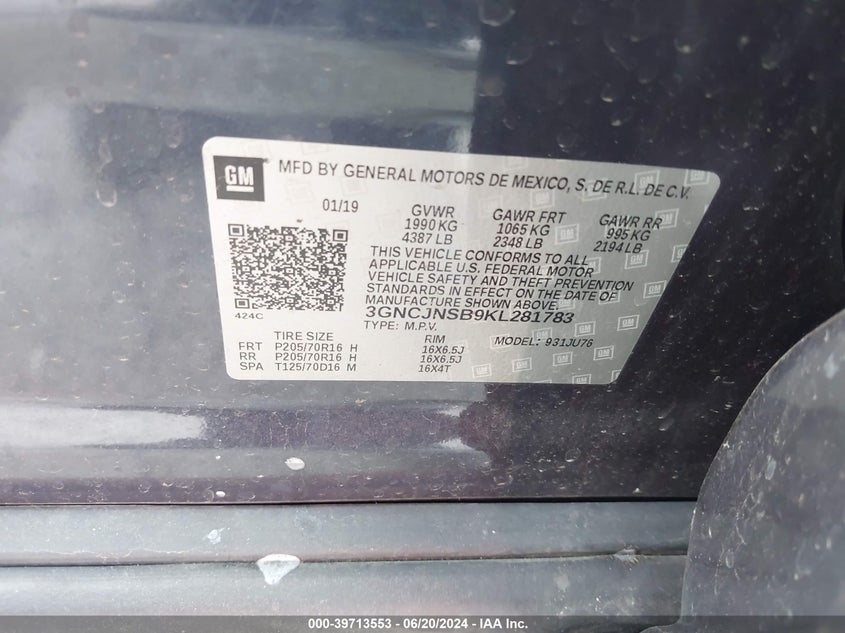 GM
MFD BY GENERAL MOTORS DE MEXICO, S. DE R.L. DE C.V.
01/19 GVWR GAWR FRT GAWR RR
1990 KG 1065 KG 995 KG
4387 LB 2348 LB 2194 LB
THIS VEHICLE CONFORMS TO ALL
APPLICABLE U.S. FEDERAL MOTOR
VEHICLE SAFETY AND THEFT PREVENTION
STANDARDS IN EFFECT ON THE DATE OF
MANUFACTURE SHOWN ABOVE.
424C
3GNCJNSB9KL281783
TYPE: M.P.V. MODEL: 931JU76
TIRE SIZE RIM
FRT P205/70R16 H 16X6.5J
RR P205/70R16 H 16X6.5J
SPA T125/70D16 M 16X4T
000-39713553 — 06/20/2024 — IAA Inc.